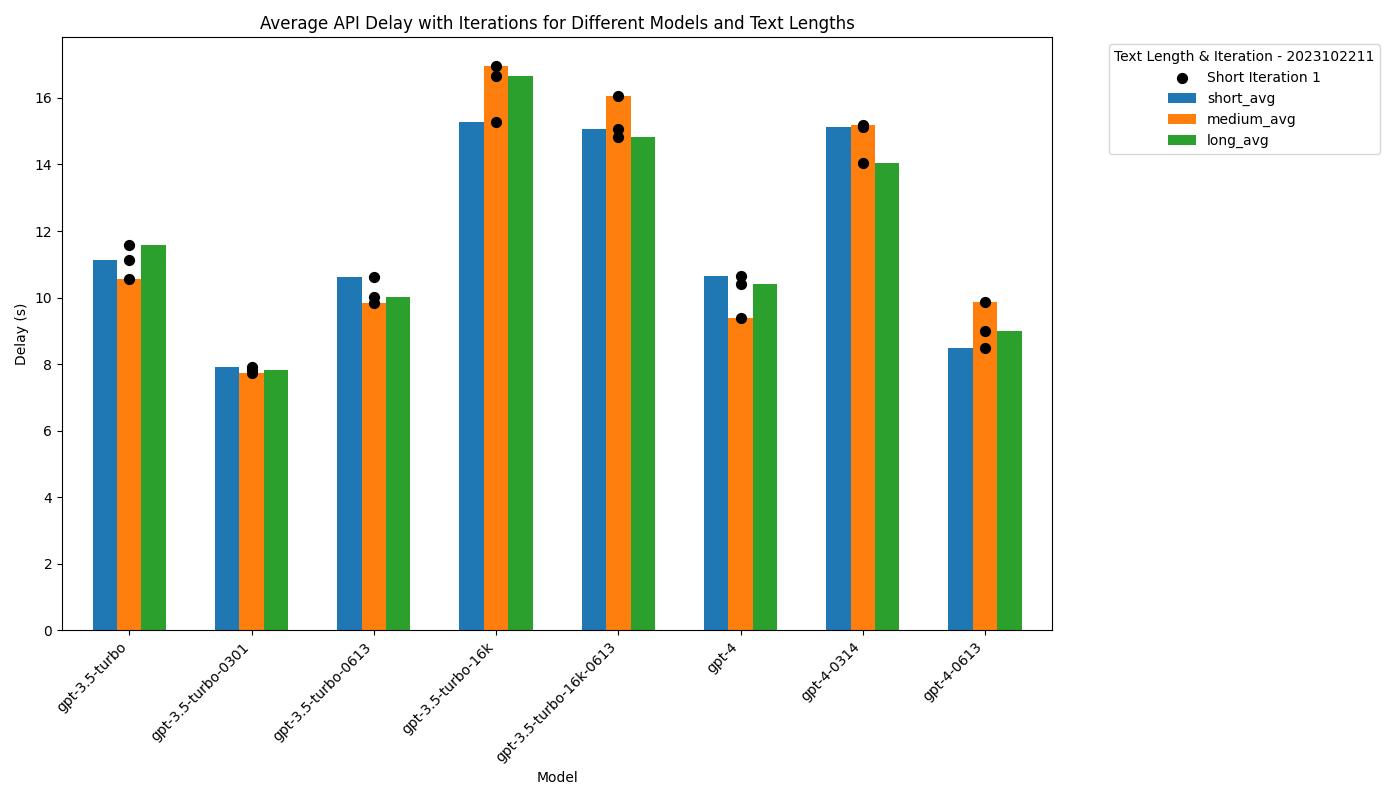 Average API Delay with Iterations for Different Models and Text Lengths
Text Length & Iteration - 2023102211
Short Iteration 1
short_avg
medium_avg
long_avg
Delay (s)
16
14
12
10
8
6
4
2
0
gpt-3.5-turbo
gpt-3.5-turbo-0301
gpt-3.5-turbo-0613
gpt-3.5-turbo-16k
gpt-3.5-turbo-16k-0613
gpt-4
gpt-4-0314
gpt-4-0613
Model